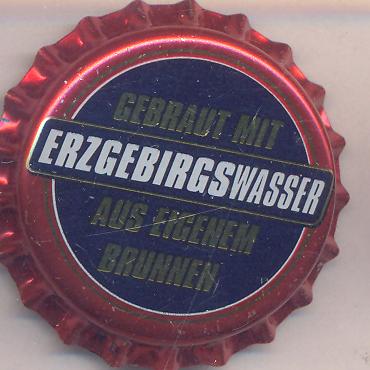 GEBRAUT MIT
ERZGEBIRGSWASSER
AUS EIGENEM
BRUNNEN